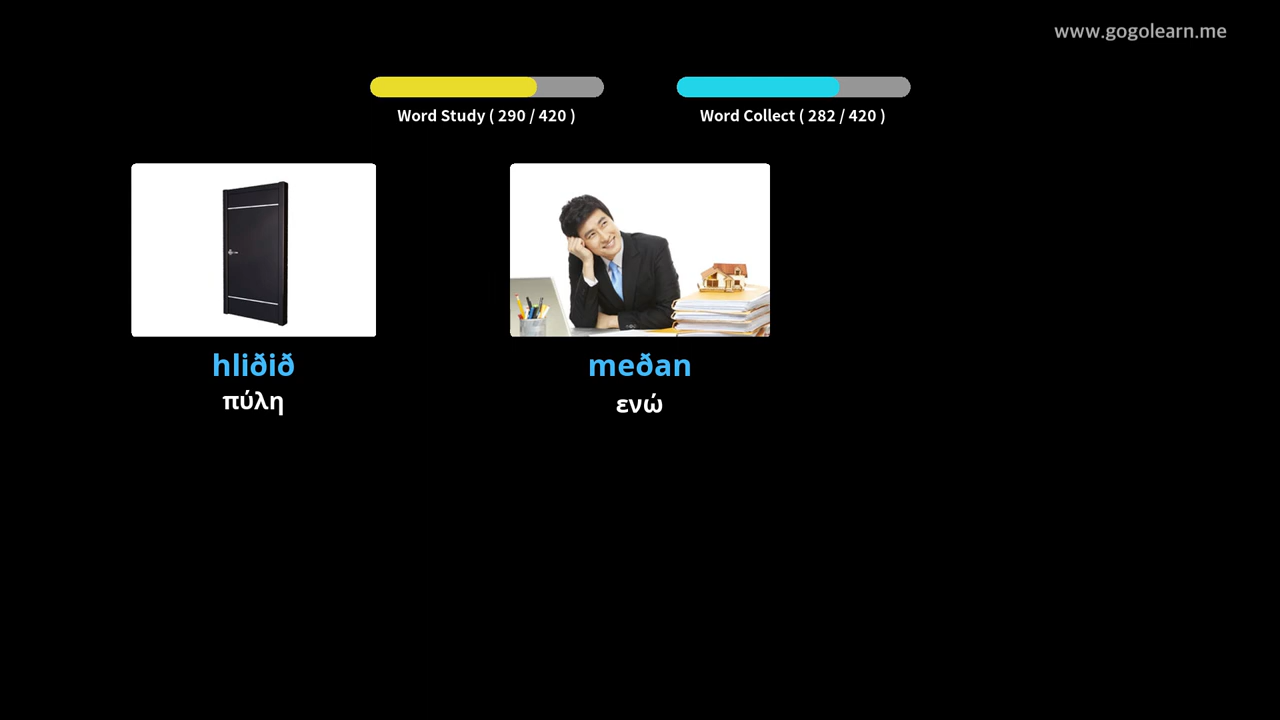 www.gogolearn.me
Word Study ( 290 / 420 )
Word Collect ( 282 / 420 )
hliðið
πύλη
meðan
ενώ